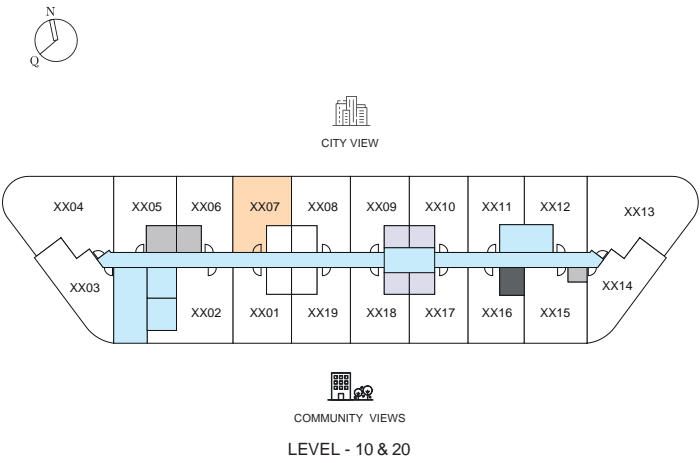 N
Q
CITY VIEW
XX04 XX05 XX06 XX07 XX08 XX09 XX10 XX11 XX12 XX13
XX03 XX02 XX01 XX19 XX18 XX17 XX16 XX15 XX14
COMMUNITY VIEWS
LEVEL - 10 & 20